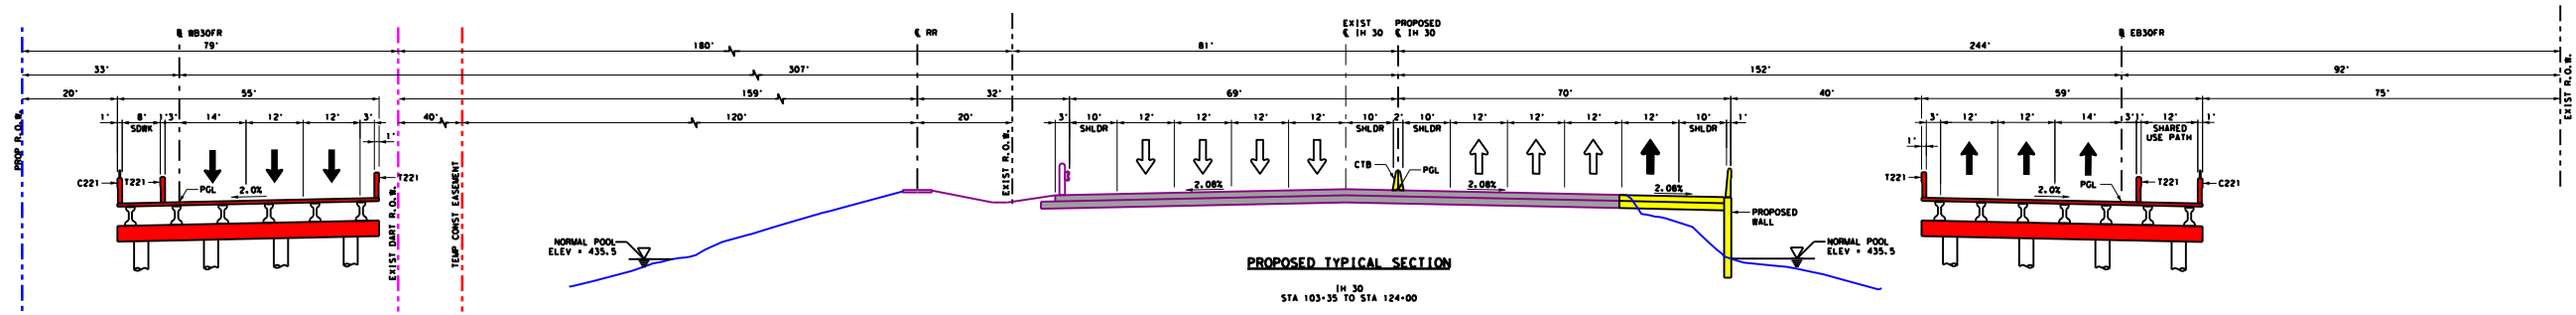 EXIST PROPOSED
℄ WB30FR ℄ RR ℄ IH 30 ℄ IH 30 ℄ EB30FR
79' 180' 81' 244'
33' 307' 152' 92'
20' 55' 159' 32' 69' 70' 40' 59' 75'
1' 8' 1' 3' 14' 12' 12' 3' 40' 120' 20' 3' 10' 12' 12' 12' 12' 10' 2' 10' 12' 12' 12' 12' 10' 1' 3' 12' 12' 14' 3' 1' 12' 1'
SDWK SHLDR SHLDR SHLDR SHLDR SHARED
USE PATH
1' 1'
PROP R.O.W.
EXIST DART R.O.W.
TEMP CONST EASEMENT
EXIST R.O.W.
EXIST R.O.W.
C221 T221 PGL 2.0% T221
CTB PGL
2.08% 2.08% 2.08%
T221 PGL 2.0% T221 C221
PROPOSED
WALL
NORMAL POOL
ELEV = 435.5
NORMAL POOL
ELEV = 435.5
PROPOSED TYPICAL SECTION
IH 30
STA 103+35 TO STA 124+00